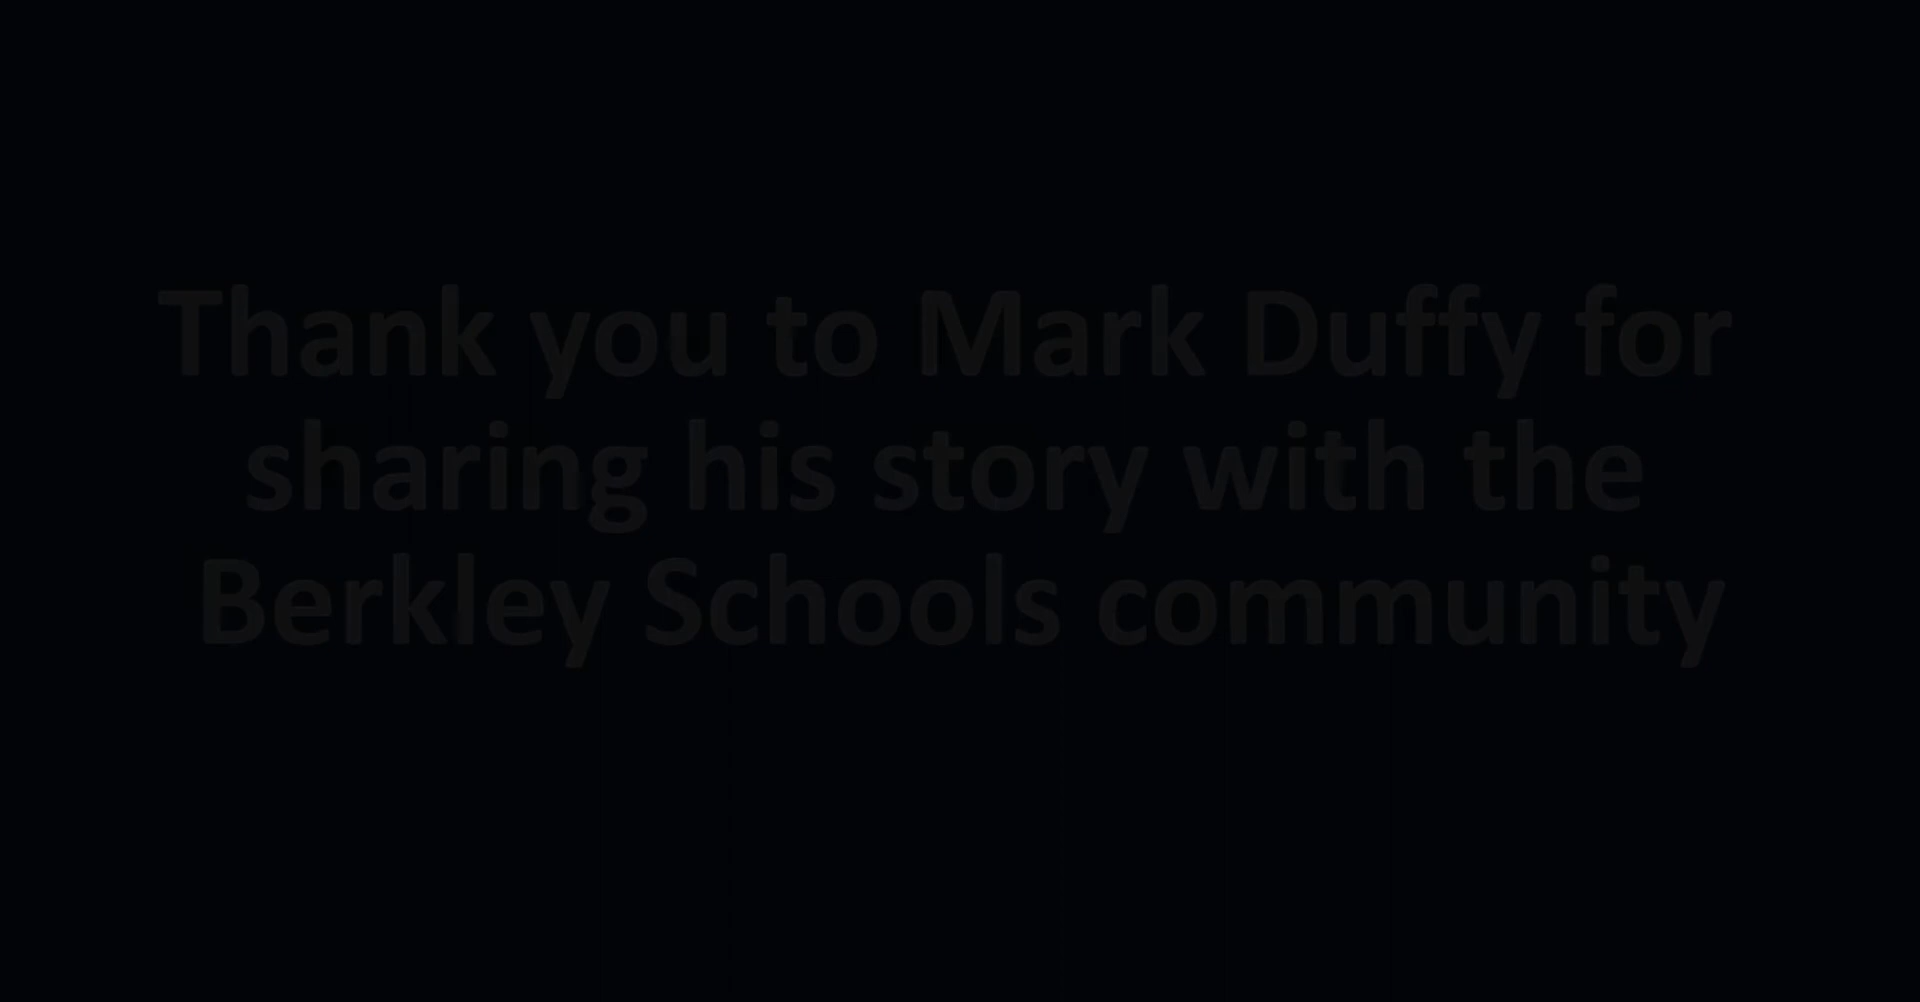 Thank you to Mark Duffy for
sharing his story with the
Berkley Schools community